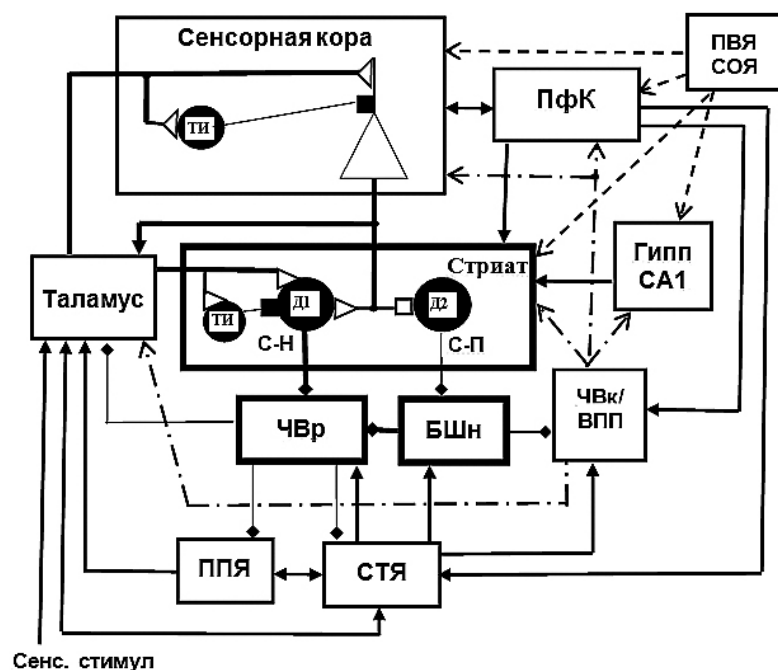 Сенсорная кора
ПВЯ
СОЯ
ПфК
ТИ
Гипп
СА1
Стриат
Таламус
Д1
Д2
ТИ
С-Н
С-П
ЧВк/
ВПП
ЧВр
БШн
ППЯ
СТЯ
Сенс. стимул